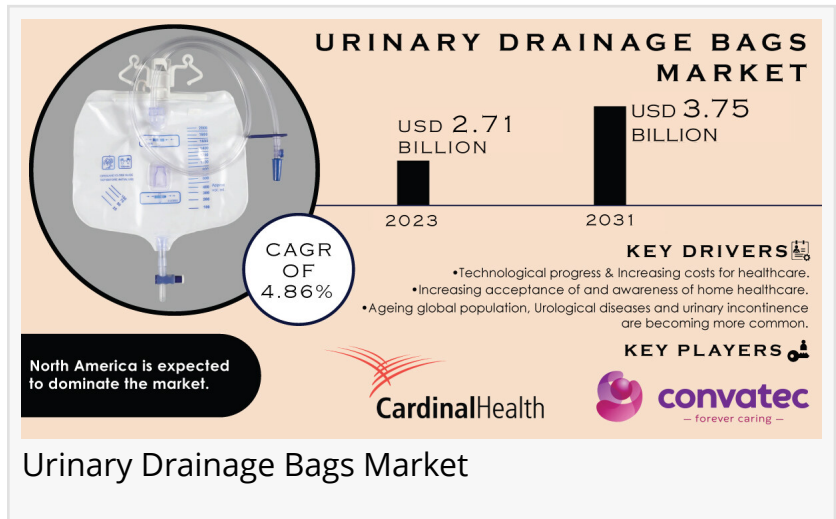 URINARY DRAINAGE BAGS
MARKET
USD 2.71
BILLION
USD 3.75
BILLION
2023
2031
CAGR
OF
4.86%
KEY DRIVERS
•Technological progress & Increasing costs for healthcare.
•Increasing acceptance of and awareness of home healthcare.
•Ageing global population, Urological diseases and urinary incontinence
are becoming more common.
North America is expected
to dominate the market.
KEY PLAYERS
CardinalHealth
convatec
– forever caring –
Urinary Drainage Bags Market